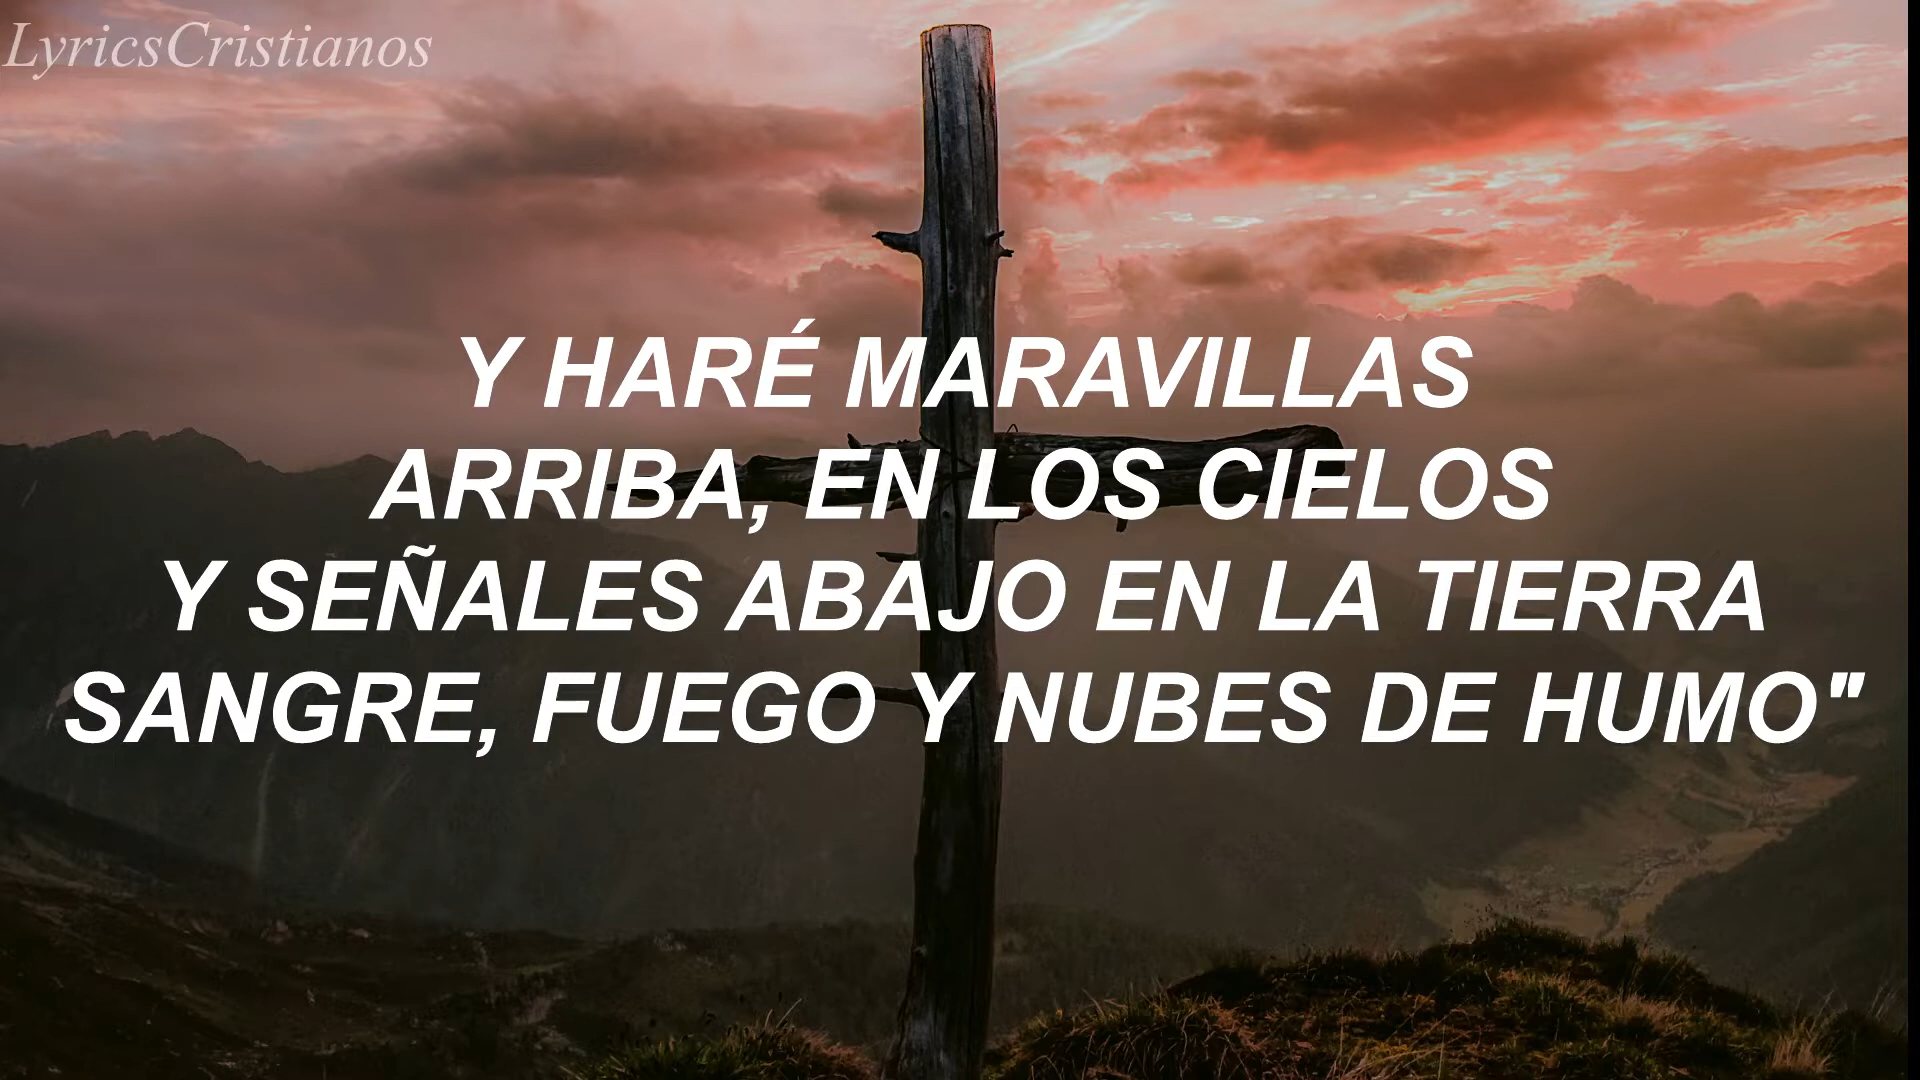 LyricsCristianos
Y HARÉ MARAVILLAS
ARRIBA, EN LOS CIELOS
Y SEÑALES ABAJO EN LA TIERRA
SANGRE, FUEGO Y NUBES DE HUMO"